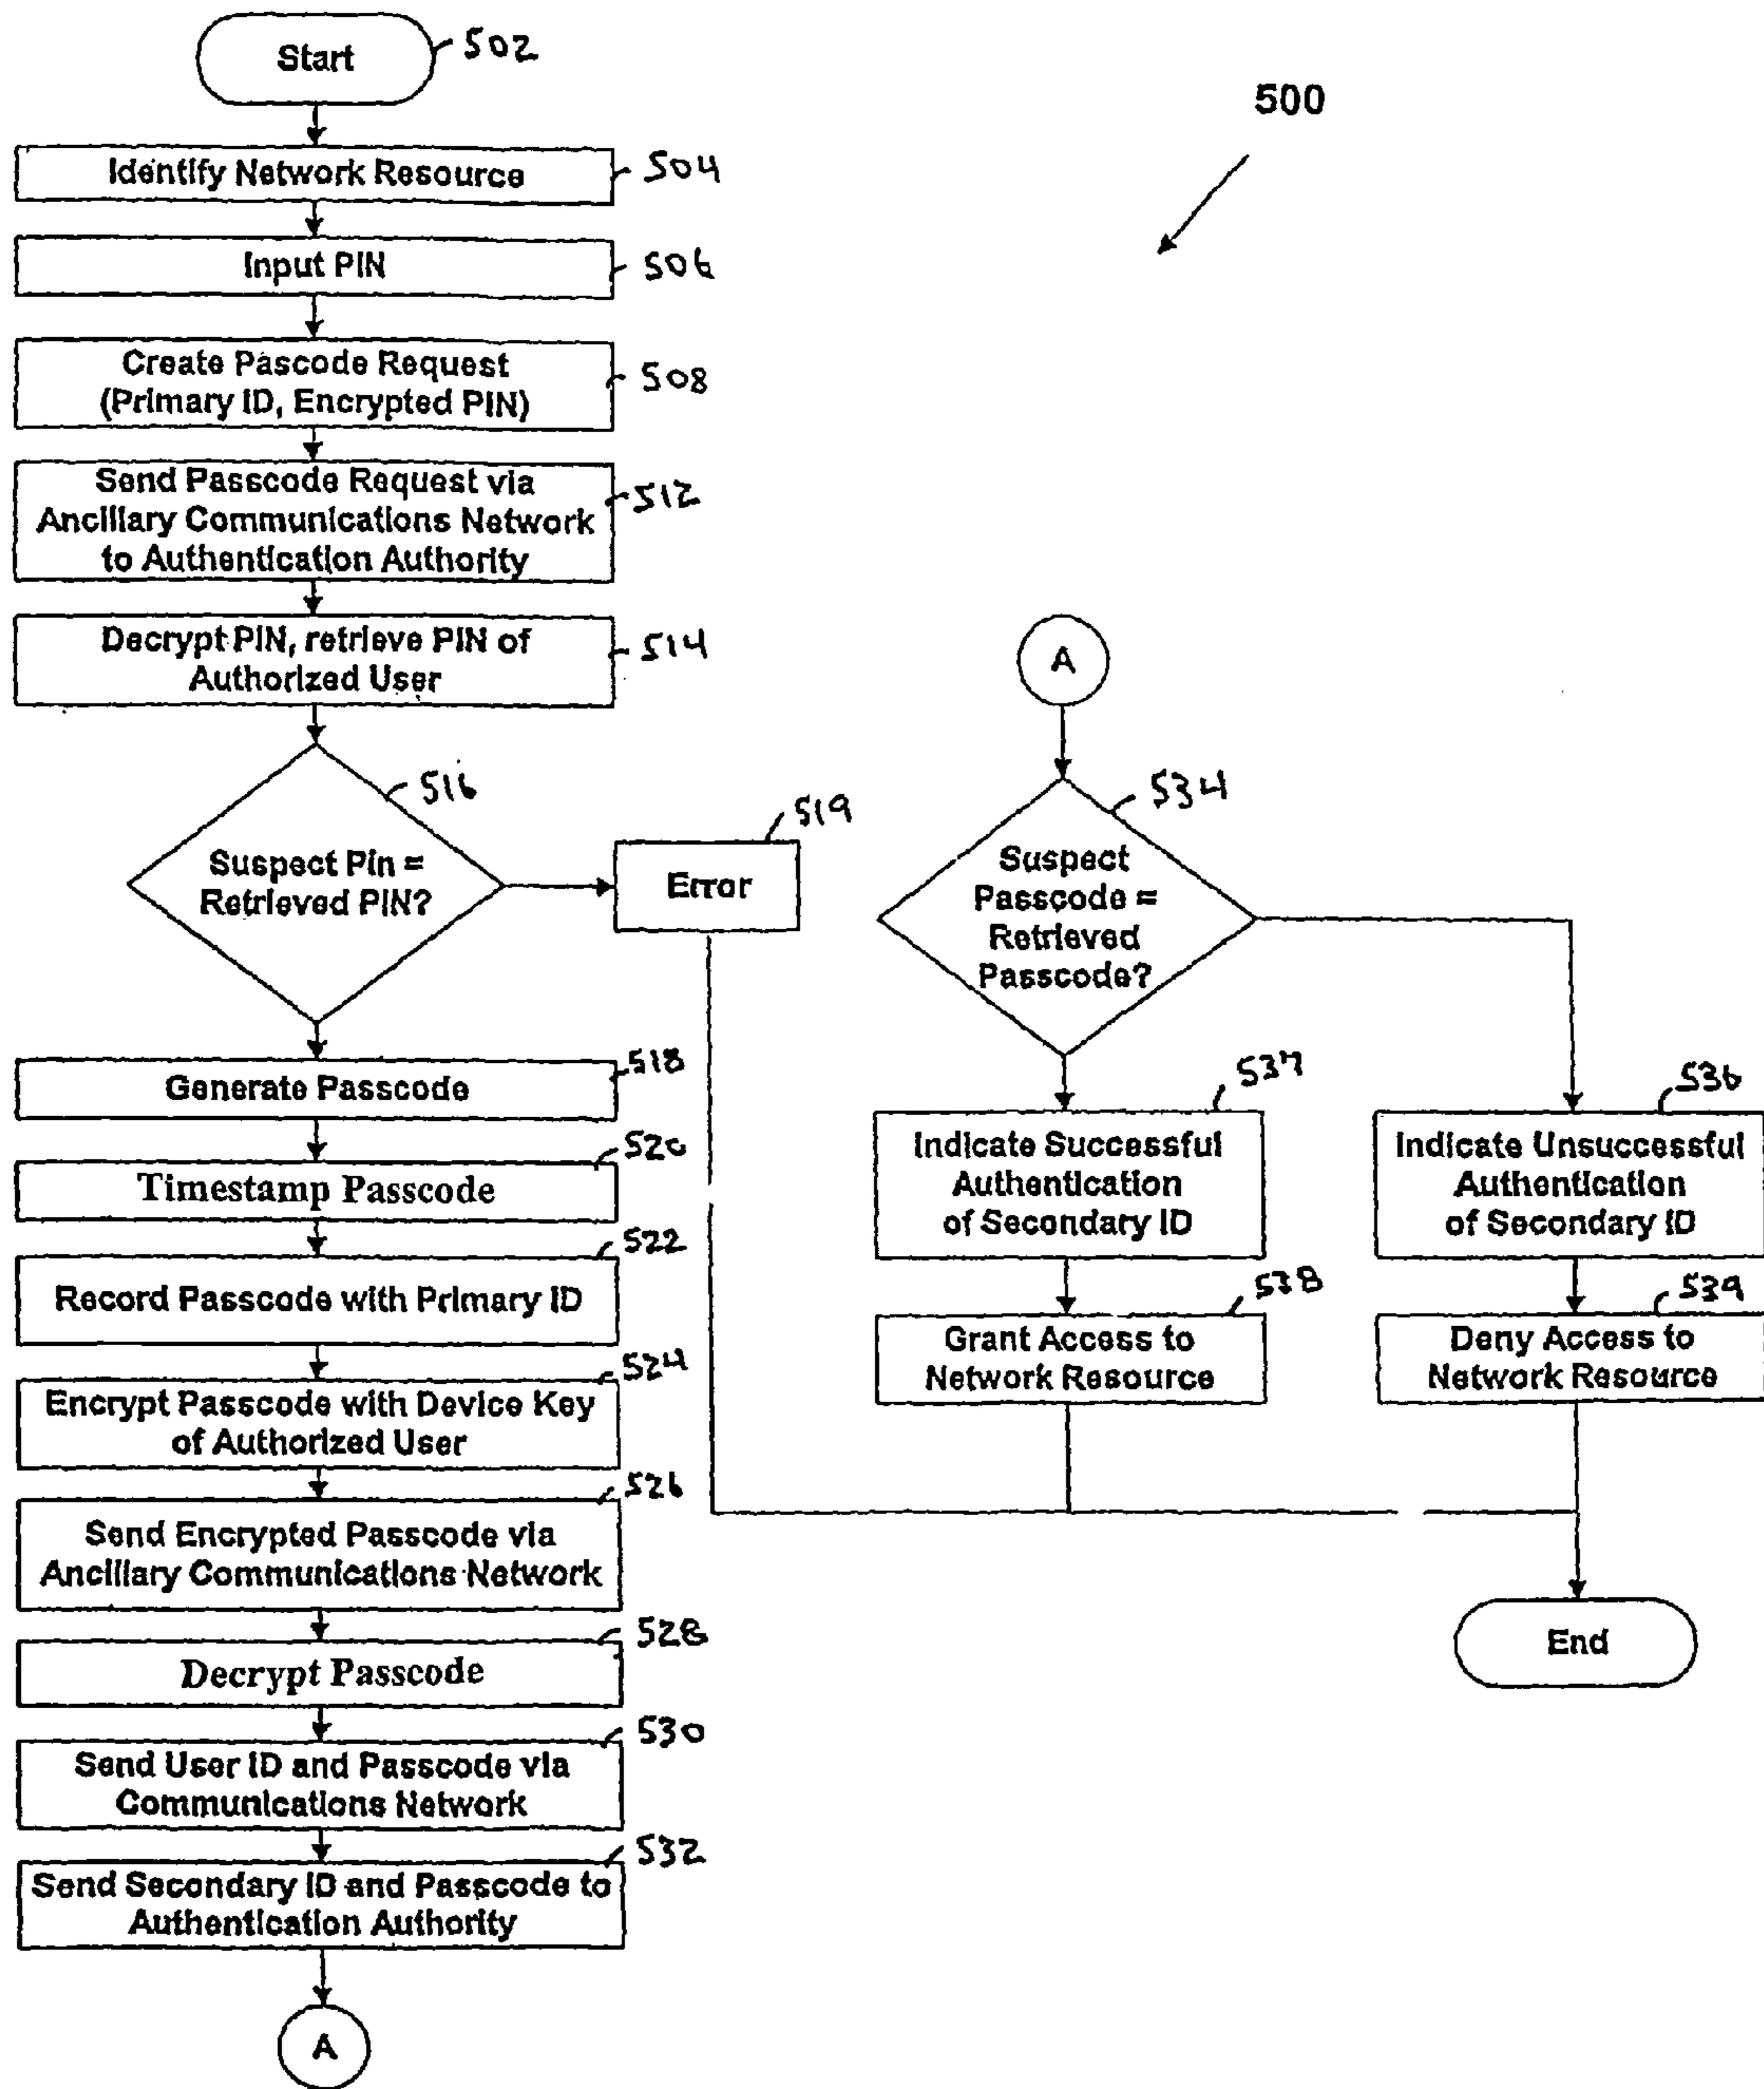 Start
502
500
Identify Network Resource
504
Input PIN
506
Create Pascode Request
(Primary ID, Encrypted PIN)
508
Send Passcode Request via
Ancillary Communications Network
to Authentication Authority
512
Decrypt PIN, retrieve PIN of
Authorized User
514
516
Suspect Pin =
Retrieved PIN?
519
Error
518
Generate Passcode
520
Timestamp Passcode
522
Record Passcode with Primary ID
524
Encrypt Passcode with Device Key
of Authorized User
526
Send Encrypted Passcode via
Ancillary Communications Network
528
Decrypt Passcode
530
Send User ID and Passcode via
Communications Network
532
Send Secondary ID and Passcode to
Authentication Authority
A
A
534
Suspect
Passcode =
Retrieved
Passcode?
537
Indicate Successful
Authentication
of Secondary ID
536
Indicate Unsuccessful
Authentication
of Secondary ID
538
Grant Access to
Network Resource
539
Deny Access to
Network Resource
End